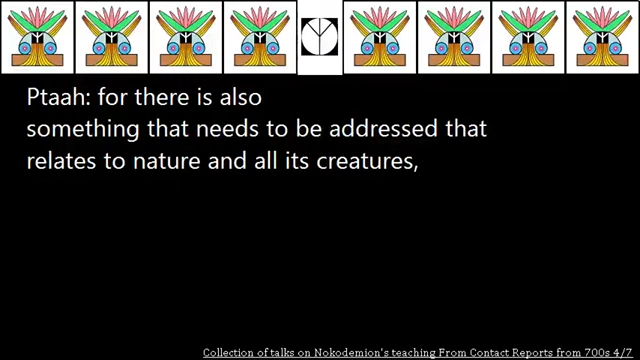 Ptaah: for there is also
something that needs to be addressed that
relates to nature and all its creatures,
Collection of talks on Nokodemion's teaching From Contact Reports from 700s 4/7